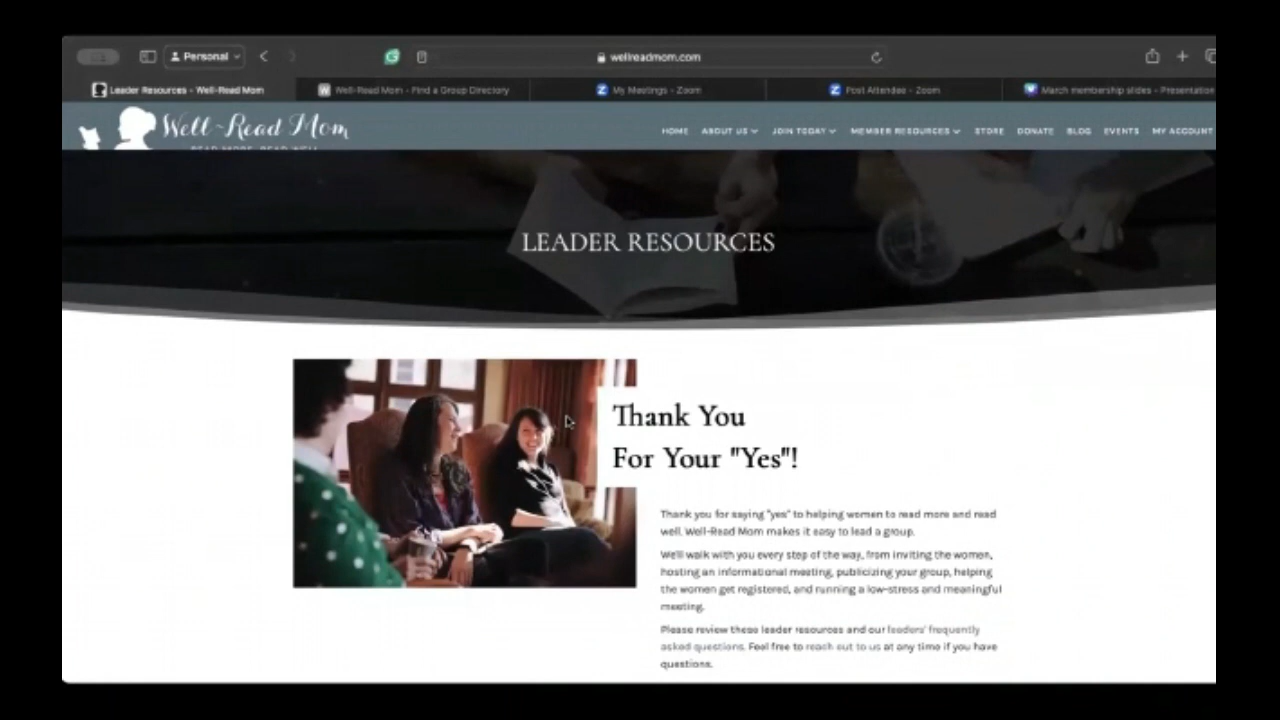 Personal
wellreadmom.com
Leader Resources - Well-Read Mom
Well-Read Mom - Find a Group Directory
My Meetings - Zoom
Post Attendee - Zoom
March membership slides - Presentation
Well-Read Mom
READ MORE. READ WELL.
HOME ABOUT US JOIN TODAY MEMBER RESOURCES STORE DONATE BLOG EVENTS MY ACCOUNT
LEADER RESOURCES
Thank You
For Your "Yes"!
Thank you for saying "yes" to helping women to read more and read
well. Well-Read Mom makes it easy to lead a group.
We'll walk with you every step of the way, from inviting the women,
hosting an informational meeting, publicizing your group, helping
the women get registered, and running a low-stress and meaningful
meeting.
Please review these leader resources and our leaders' frequently
asked questions. Feel free to reach out to us at any time if you have
questions.